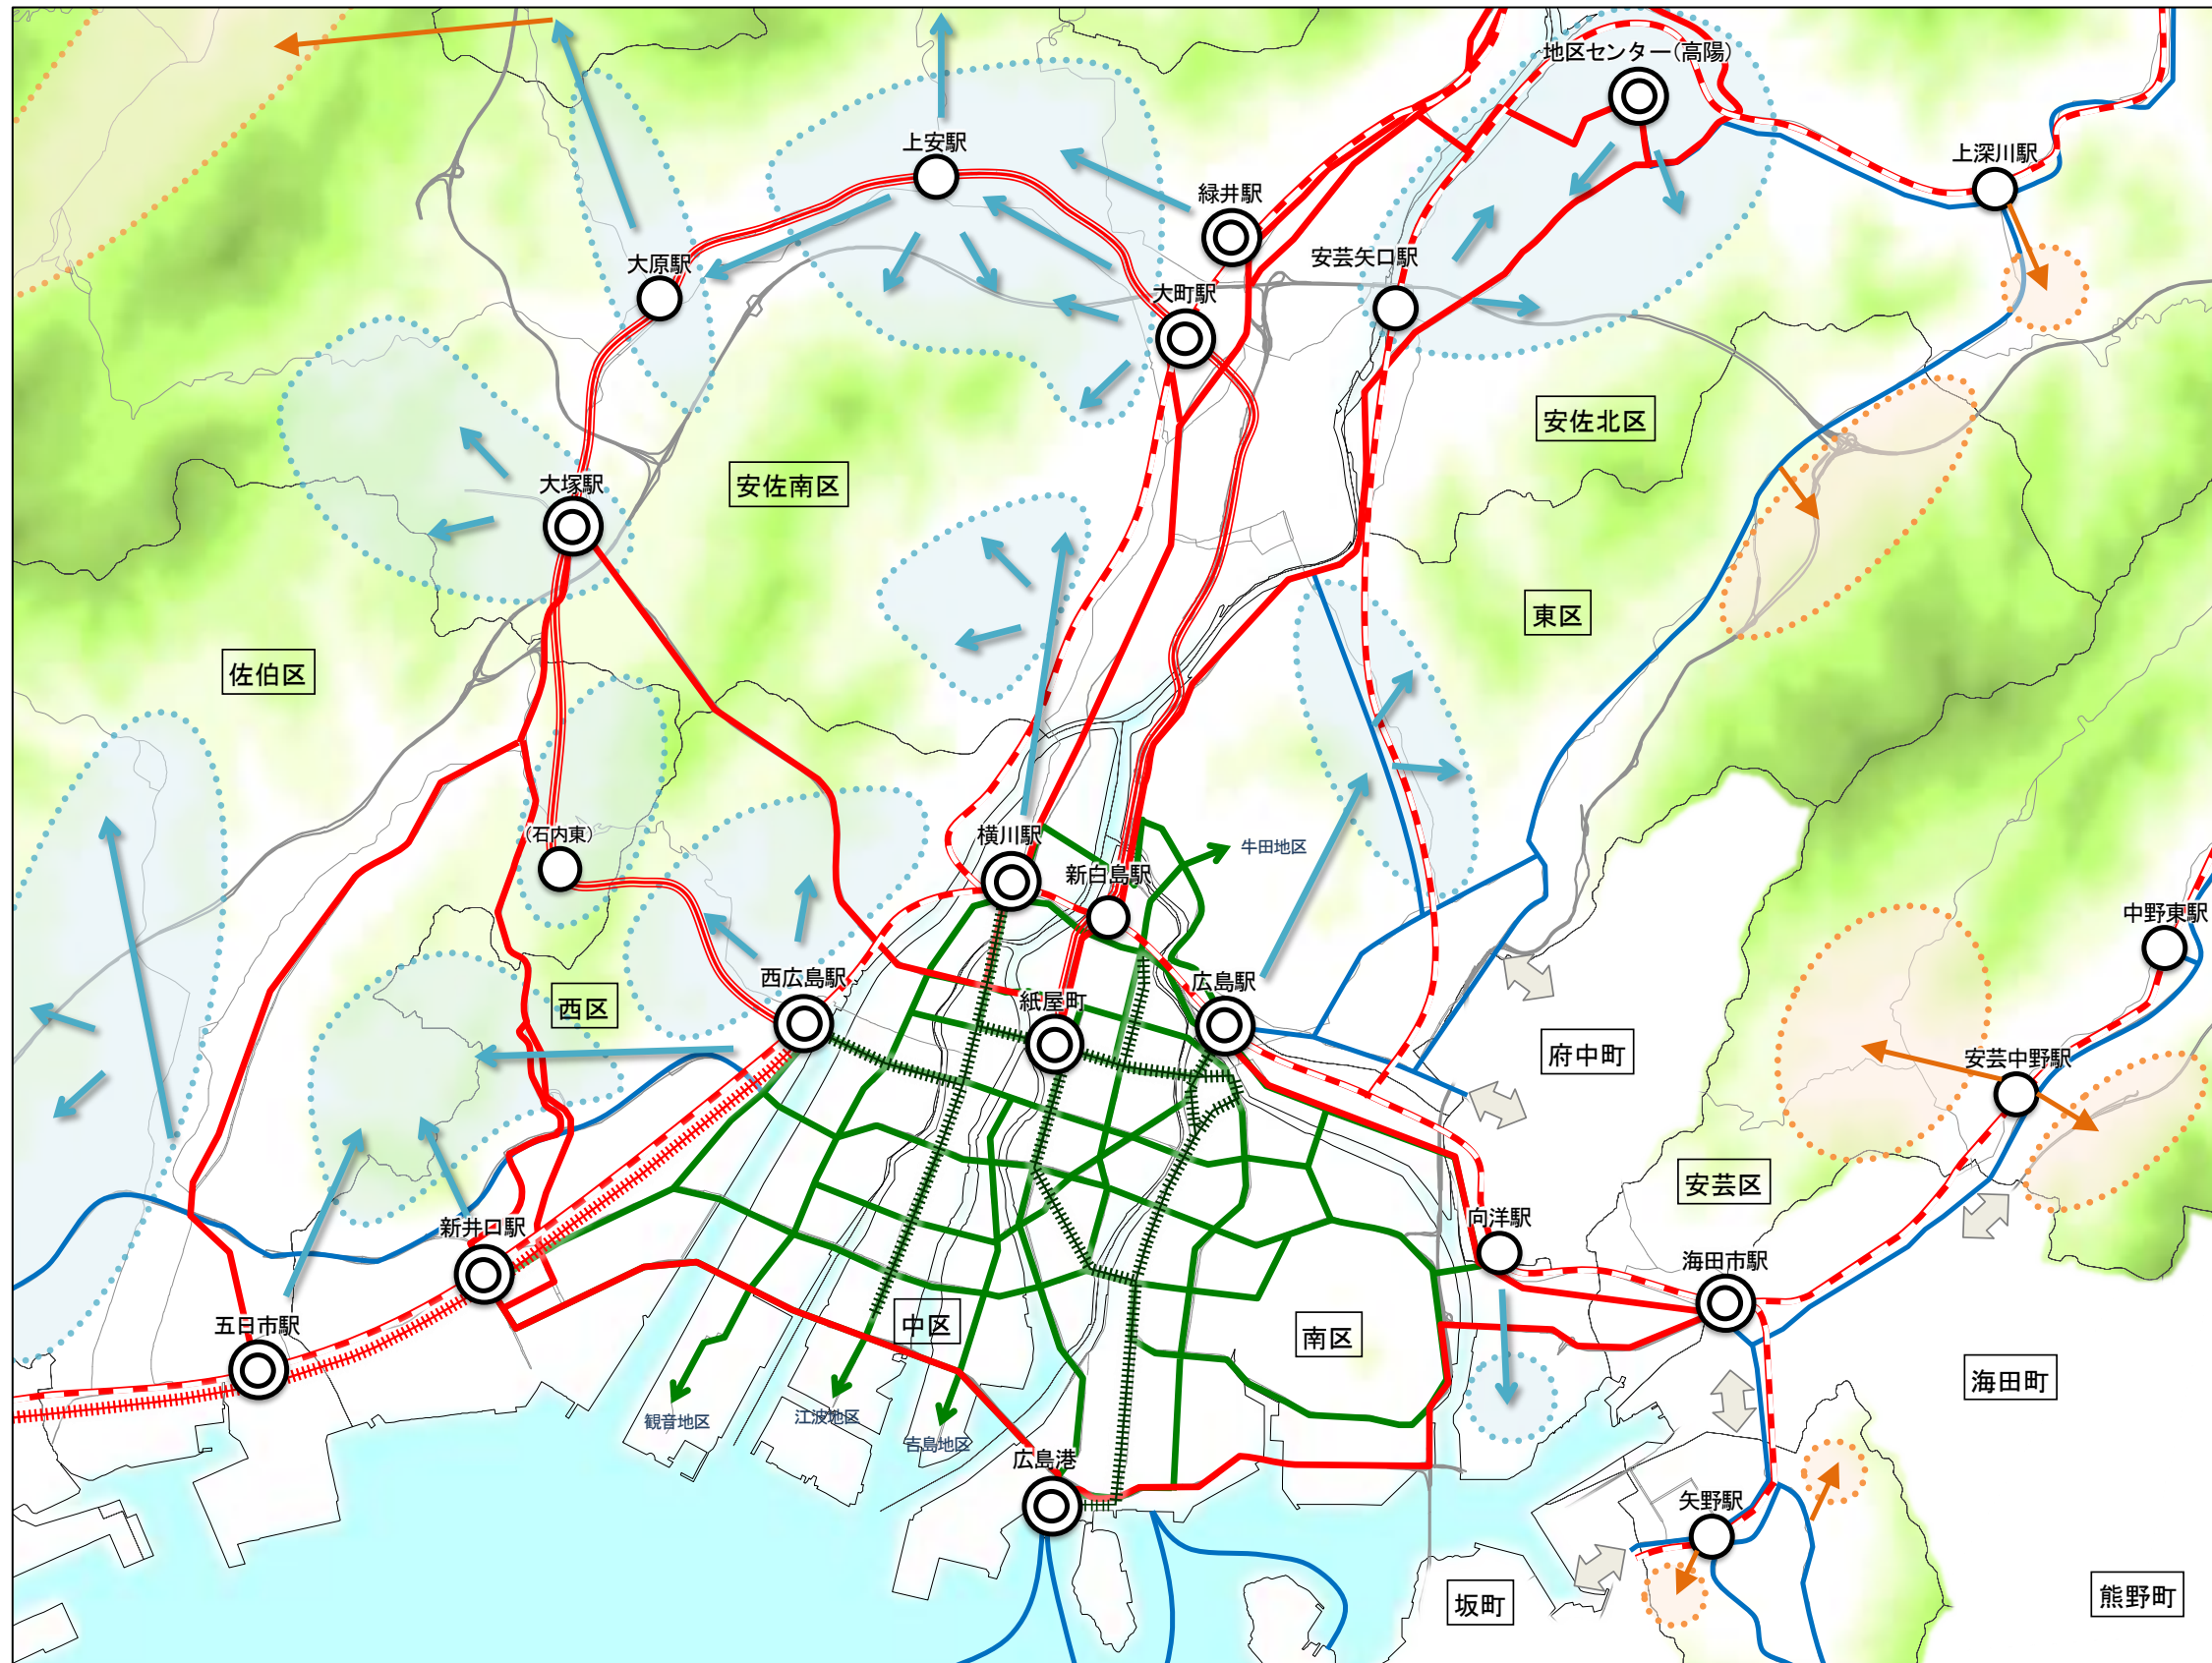 地区センター(高陽)
上安駅
上深川駅
緑井駅
大原駅
安芸矢口駅
大町駅
安佐北区
大塚駅
安佐南区
東区
佐伯区
(石内東)
横川駅
牛田地区
新白島駅
中野東駅
西広島駅
広島駅
西区
紙屋町
府中町
安芸中野駅
安芸区
新井口駅
向洋駅
海田市駅
五日市駅
中区
南区
海田町
観音地区
江波地区
吉島地区
広島港
矢野駅
坂町
熊野町